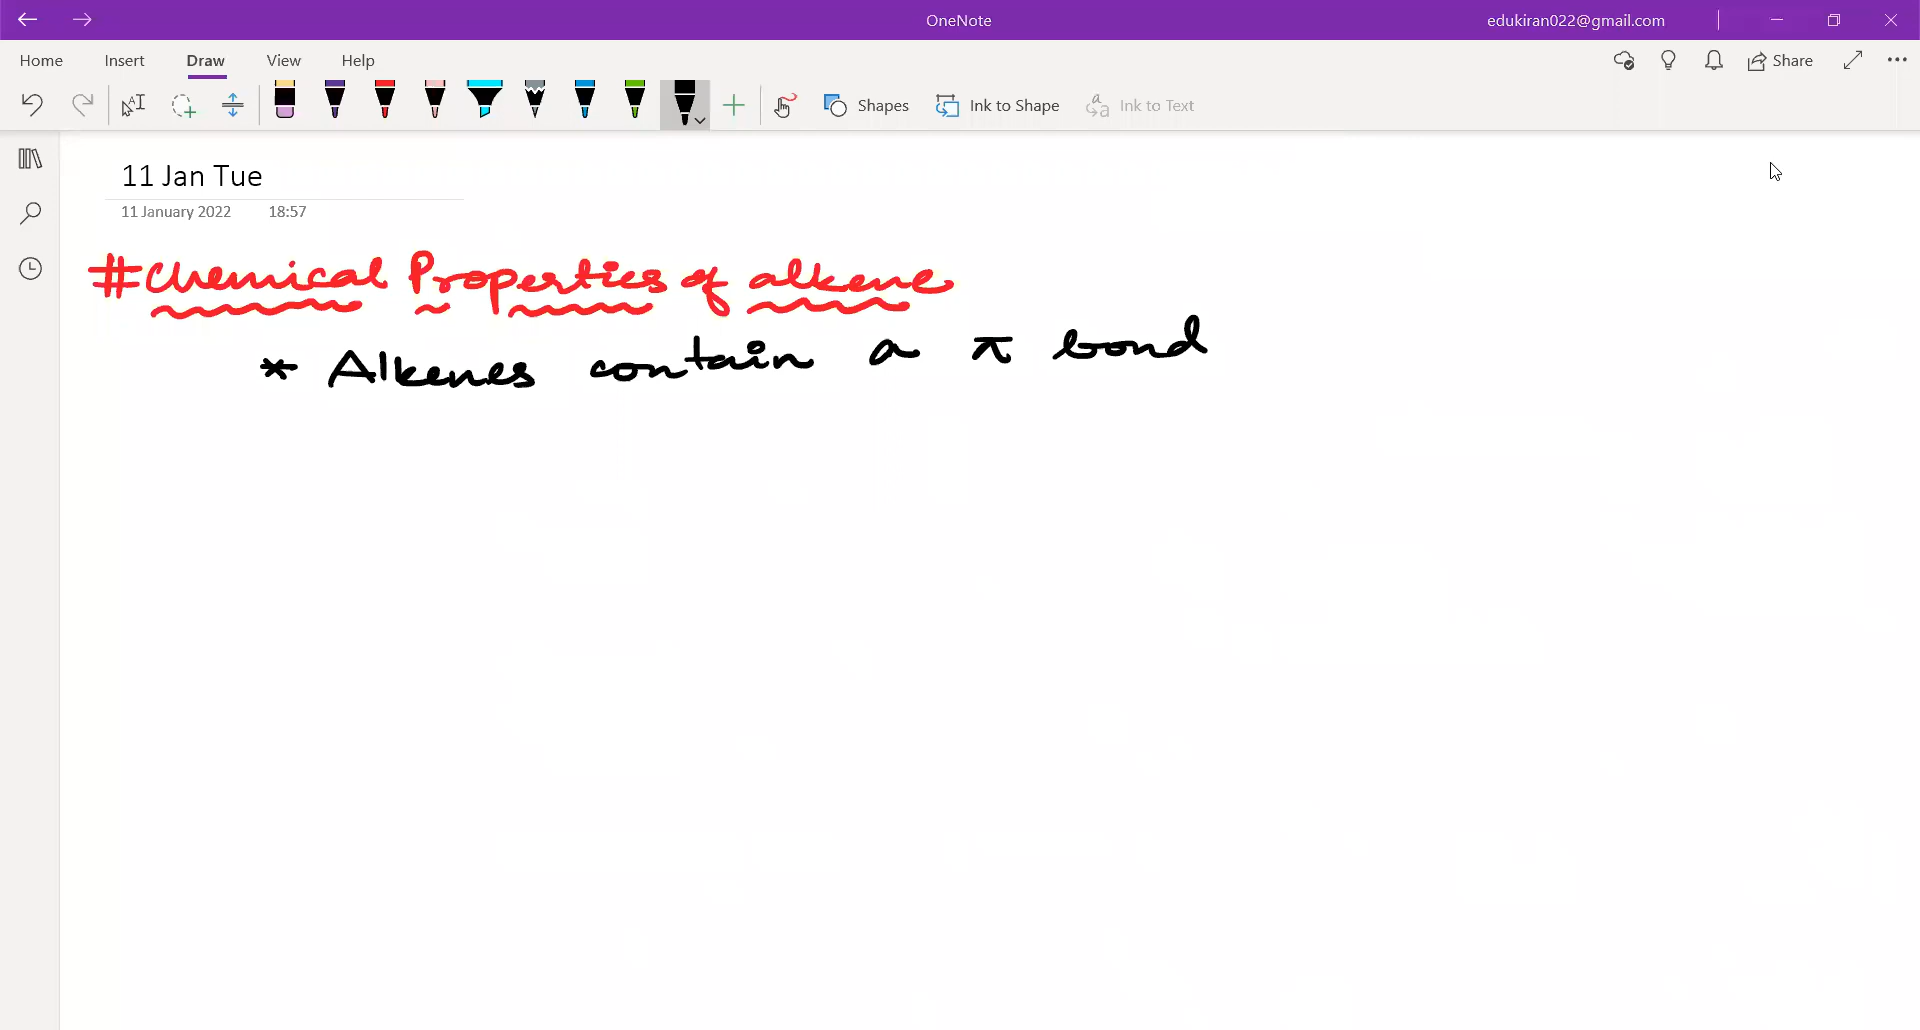 OneNote
edukiran022@gmail.com
Home Insert Draw View Help
Share
Shapes Ink to Shape Ink to Text
11 Jan Tue
11 January 2022 18:57
#Chemical Properties of alkene
* Alkenes contain a π bond